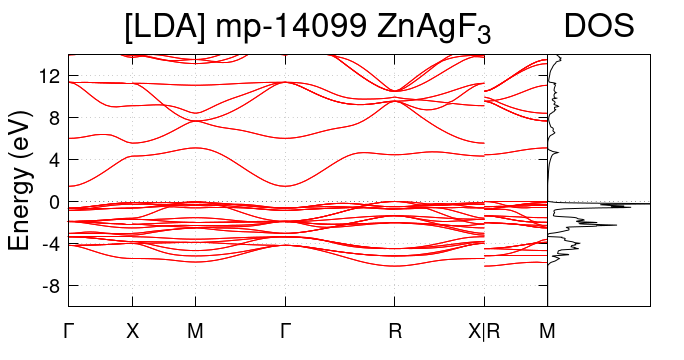 [LDA] mp-14099 ZnAgF₃ DOS
Energy (eV)
12
8
4
0
-4
-8
Γ X M Γ R X|R M